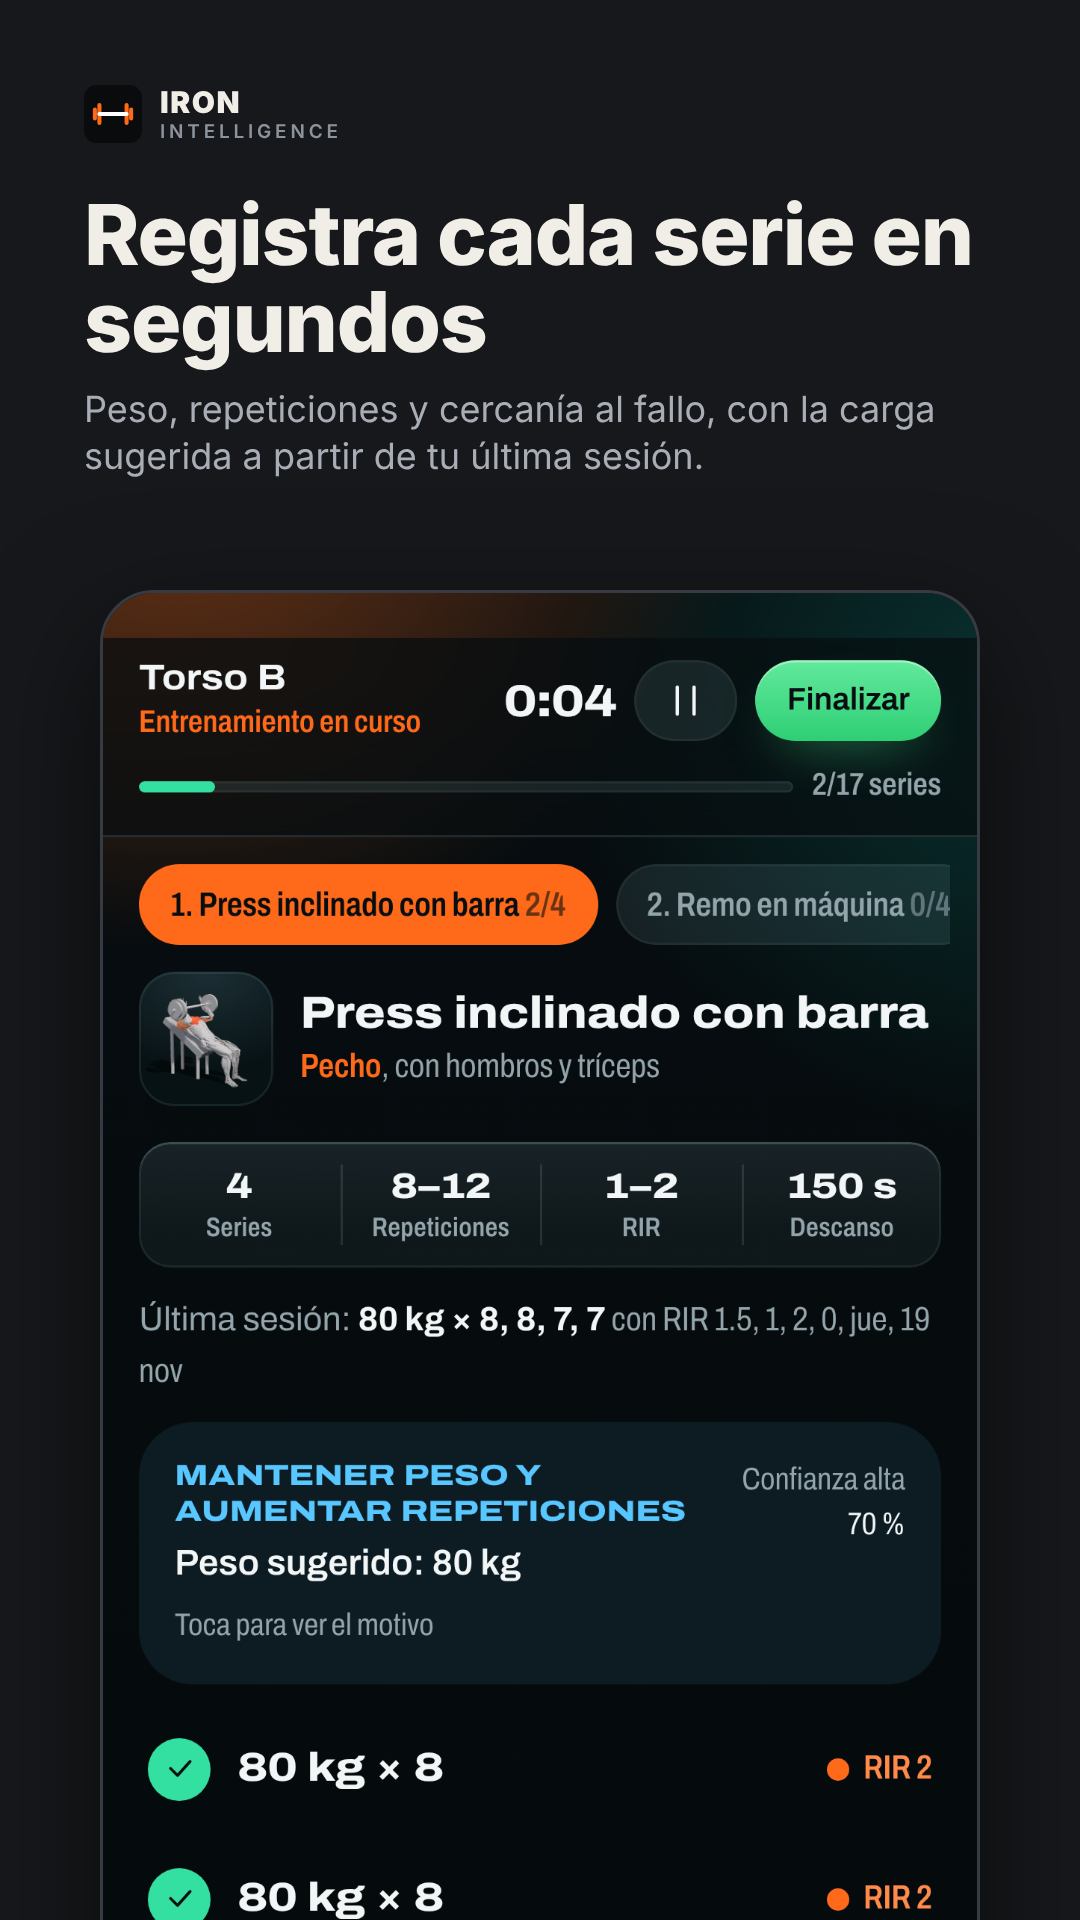 IRON
INTELLIGENCE
Registra cada serie en
segundos
Peso, repeticiones y cercanía al fallo, con la carga
sugerida a partir de tu última sesión.
Torso B
Entrenamiento en curso
0:04
Finalizar
2/17 series
1. Press inclinado con barra 2/4
2. Remo en máquina 0/4
Press inclinado con barra
Pecho, con hombros y tríceps
4
Series
8–12
Repeticiones
1–2
RIR
150 s
Descanso
Última sesión: 80 kg × 8, 8, 7, 7 con RIR 1.5, 1, 2, 0, jue, 19
nov
MANTENER PESO Y
AUMENTAR REPETICIONES
Confianza alta
70 %
Peso sugerido: 80 kg
Toca para ver el motivo
80 kg × 8
RIR 2
80 kg × 8
RIR 2